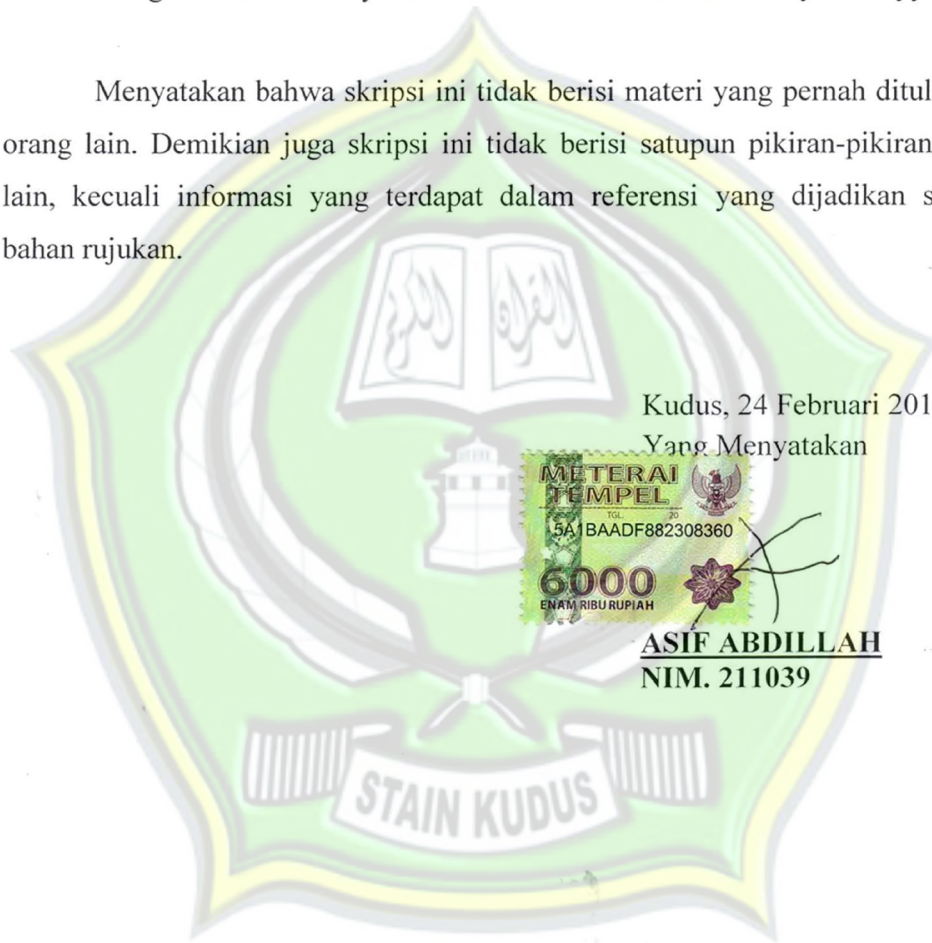 Menyatakan bahwa skripsi ini tidak berisi materi yang pernah ditul
orang lain. Demikian juga skripsi ini tidak berisi satupun pikiran-pikiran
lain, kecuali informasi yang terdapat dalam referensi yang dijadikan s
bahan rujukan.
القرآن الكريم
Kudus, 24 Februari 201
Yang Menyatakan
METERAI
TEMPEL
TGL. 20
5A1BAADF882308360
6000
ENAM RIBU RUPIAH
ASIF ABDILLAH
NIM. 211039
STAIN KUDUS